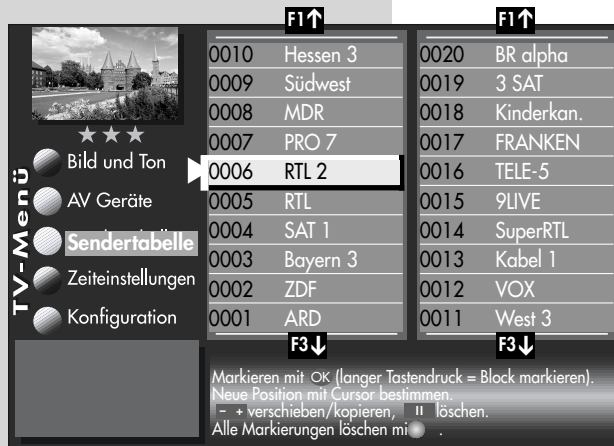 F1↑ F1↑
0010 Hessen 3 0020 BR alpha
0009 Südwest 0019 3 SAT
0008 MDR 0018 Kinderkan.
0007 PRO 7 0017 FRANKEN
0006 RTL 2 0016 TELE-5
0005 RTL 0015 9LIVE
0004 SAT 1 0014 SuperRTL
0003 Bayern 3 0013 Kabel 1
0002 ZDF 0012 VOX
0001 ARD 0011 West 3
F3↓ F3↓
TV-Menü
Bild und Ton
AV Geräte
Sendertabelle
Zeiteinstellungen
Konfiguration
Markieren mit OK (langer Tastendruck = Block markieren).
Neue Position mit Cursor bestimmen.
- + verschieben/kopieren, II löschen.
Alle Markierungen löschen mi .